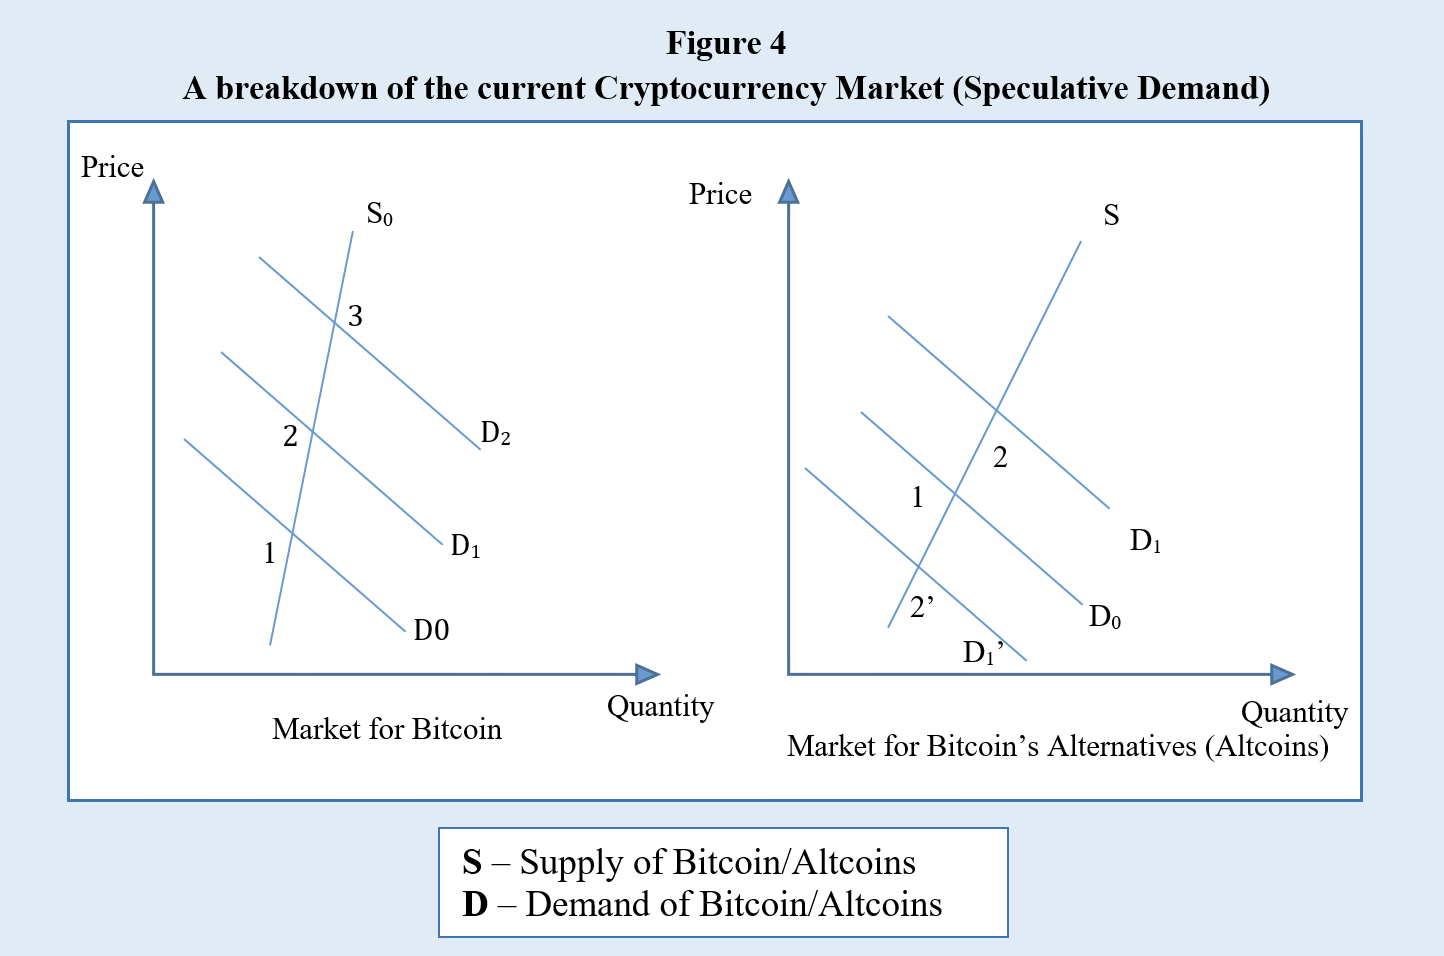 Figure 4
A breakdown of the current Cryptocurrency Market (Speculative Demand)
Price
S₀
3
2
D₂
1
D₁
D0
Quantity
Market for Bitcoin
Price
S
2
1
D₁
2’
D₀
D₁’
Quantity
Market for Bitcoin’s Alternatives (Altcoins)
S – Supply of Bitcoin/Altcoins
D – Demand of Bitcoin/Altcoins